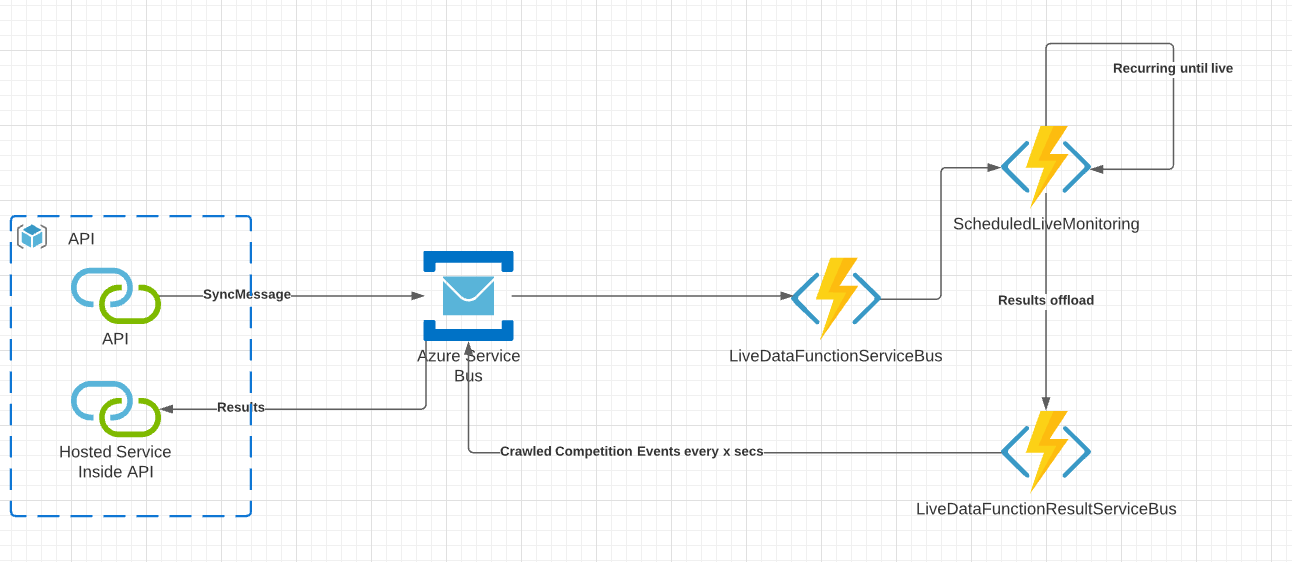 Recurring until live
ScheduledLiveMonitoring
API
SyncMessage
API
Azure Service
Bus
LiveDataFunctionServiceBus
Results offload
Results
Hosted Service
Inside API
Crawled Competition Events every x secs
LiveDataFunctionResultServiceBus